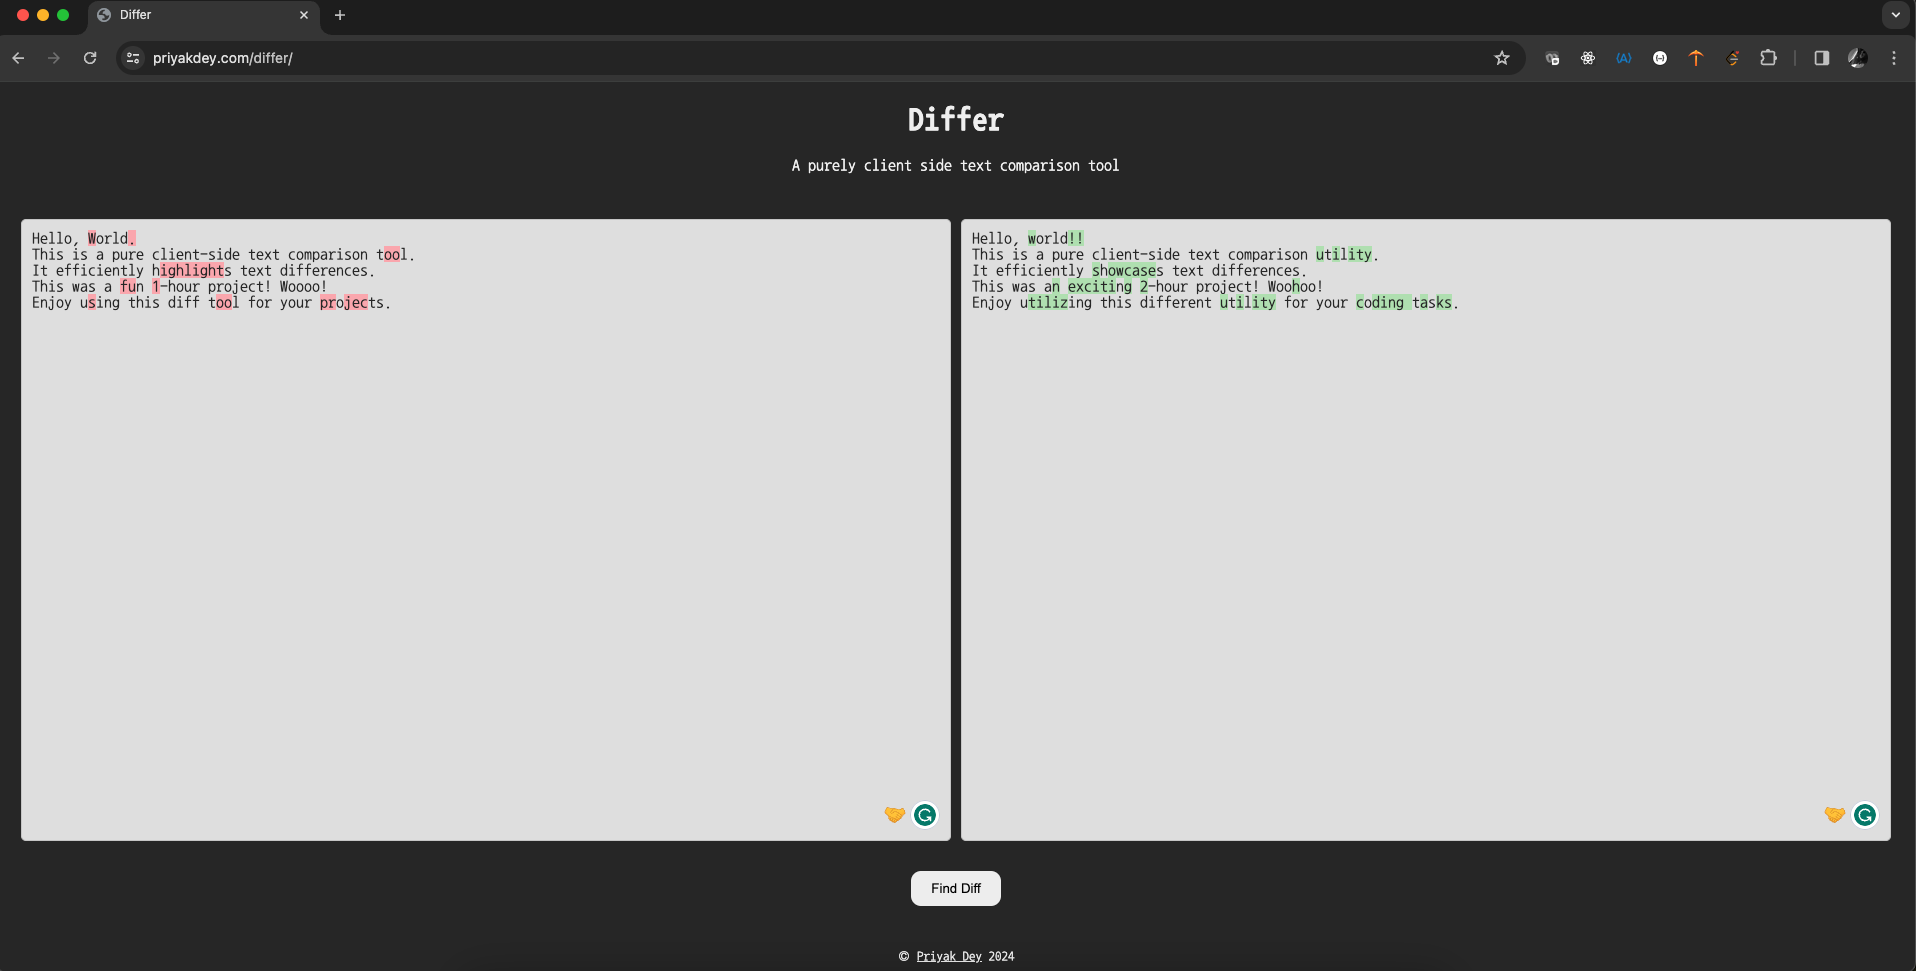 Differ
priyakdey.com/differ/
Differ
A purely client side text comparison tool
Hello, World.
This is a pure client-side text comparison tool.
It efficiently highlights text differences.
This was a fun 1-hour project! Woooo!
Enjoy using this diff tool for your projects.
Hello, world!!
This is a pure client-side text comparison utility.
It efficiently showcases text differences.
This was an exciting 2-hour project! Woohoo!
Enjoy utilizing this different utility for your coding tasks.
Find Diff
© Priyak Dey 2024